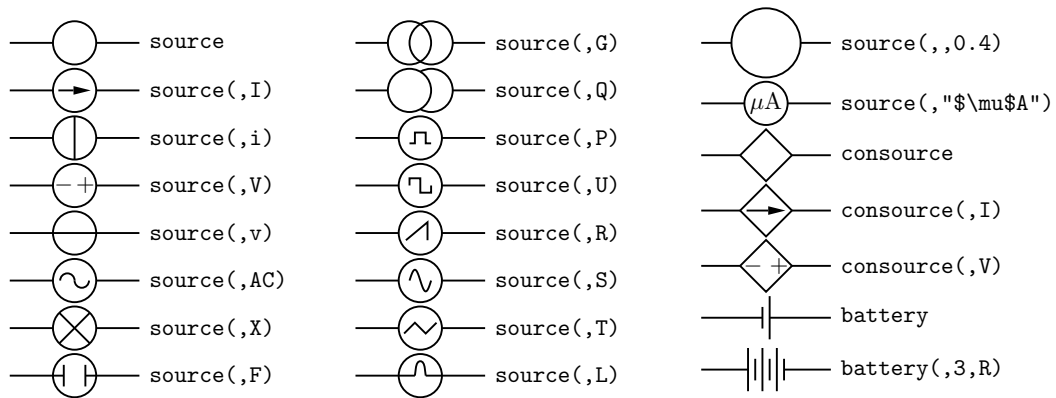 source
source(,I)
source(,i)
− + source(,V)
source(,v)
source(,AC)
source(,X)
source(,F)
source(,G)
source(,Q)
source(,P)
source(,U)
source(,R)
source(,S)
source(,T)
source(,L)
source(,,0.4)
μA source(,"$\mu$A")
consource
consource(,I)
− + consource(,V)
battery
battery(,3,R)